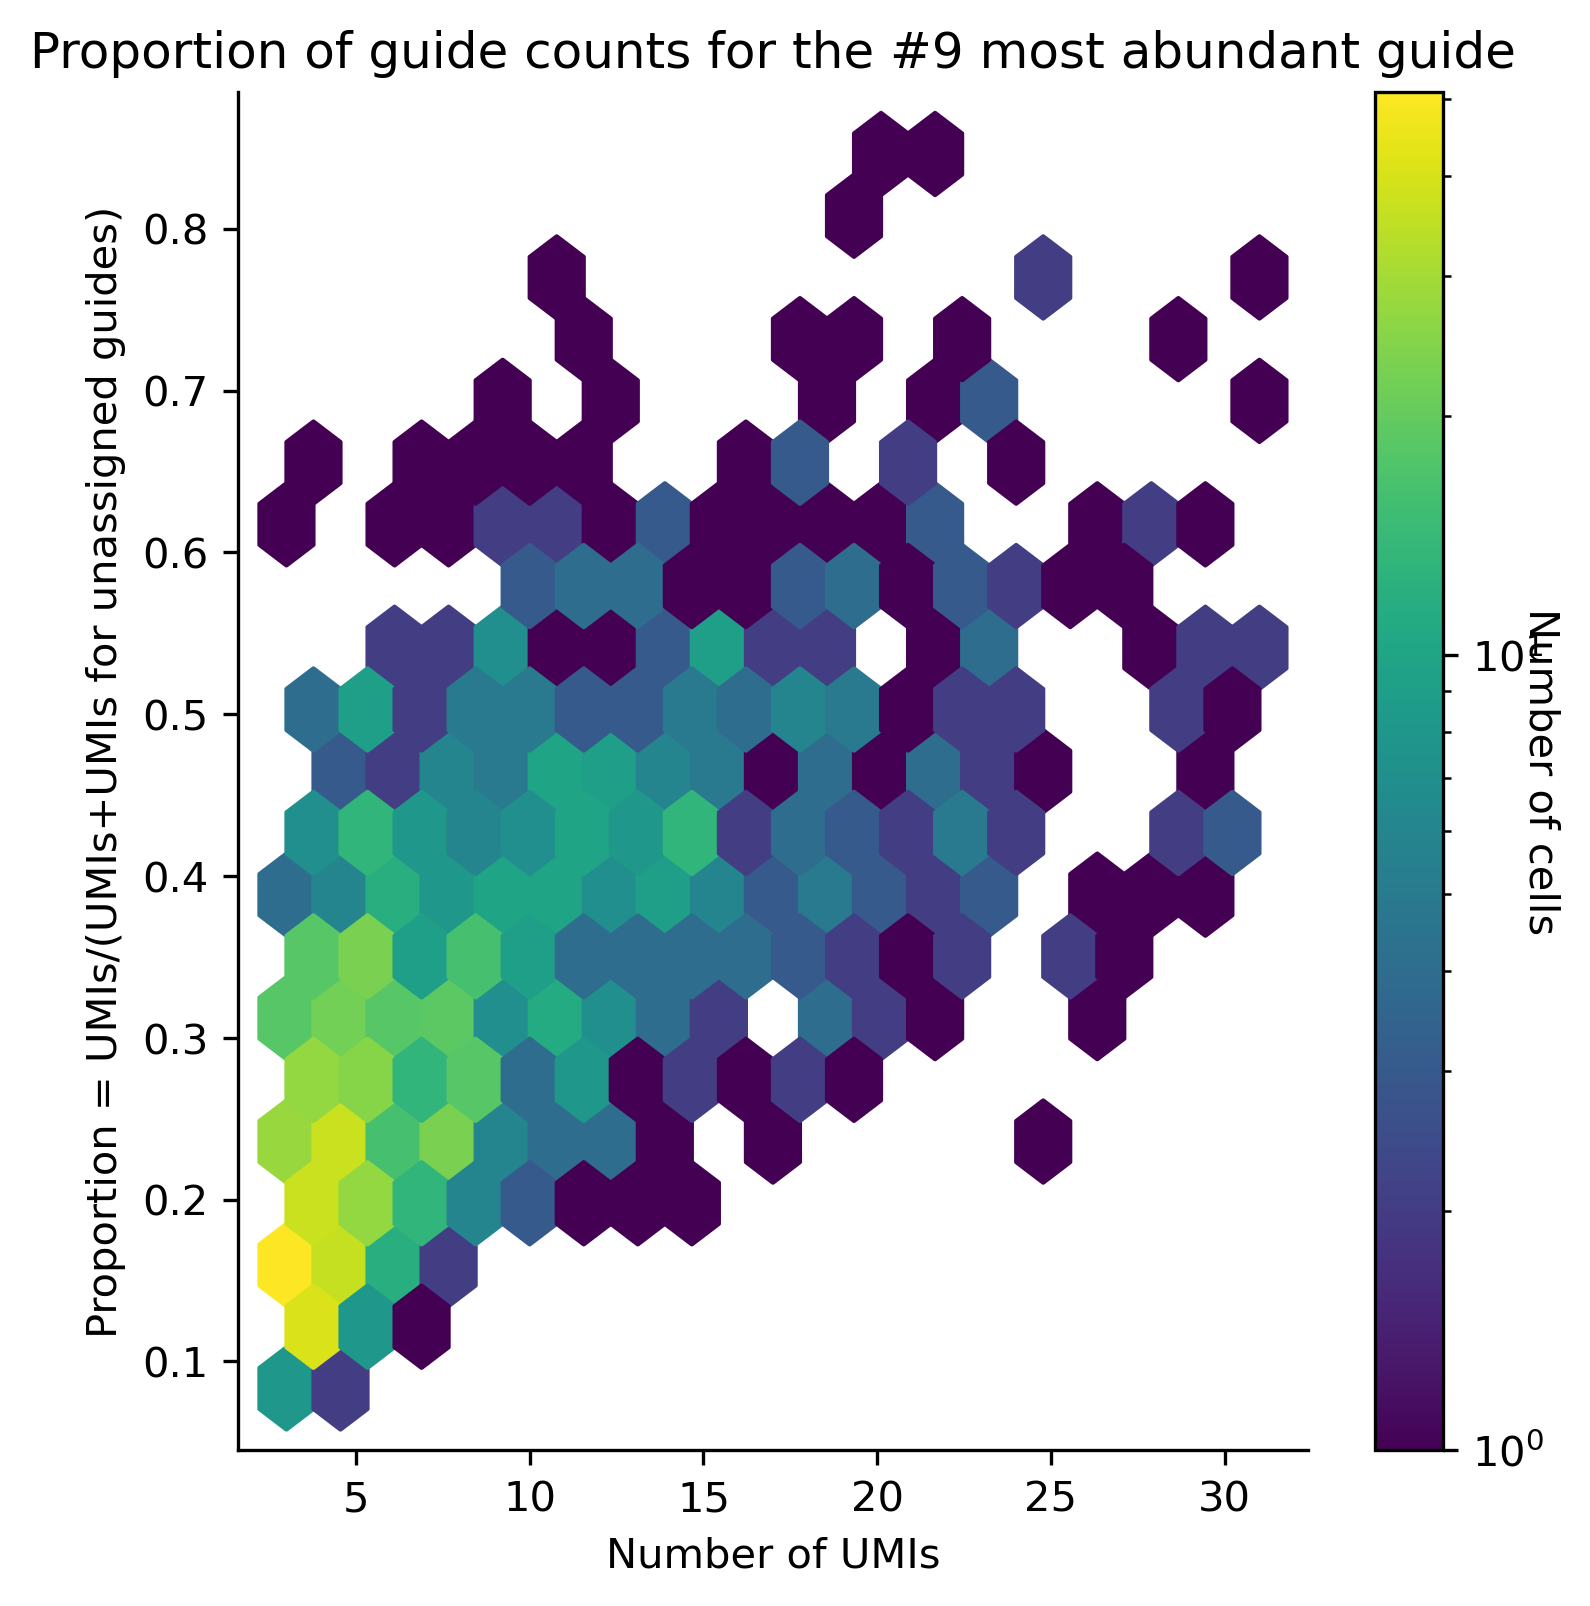 Proportion of guide counts for the #9 most abundant guide
Proportion = UMIs/(UMIs+UMIs for unassigned guides)
0.8
0.7
0.6
0.5
0.4
0.3
0.2
0.1
5 10 15 20 25 30
Number of UMIs
10¹
10⁰
Number of cells